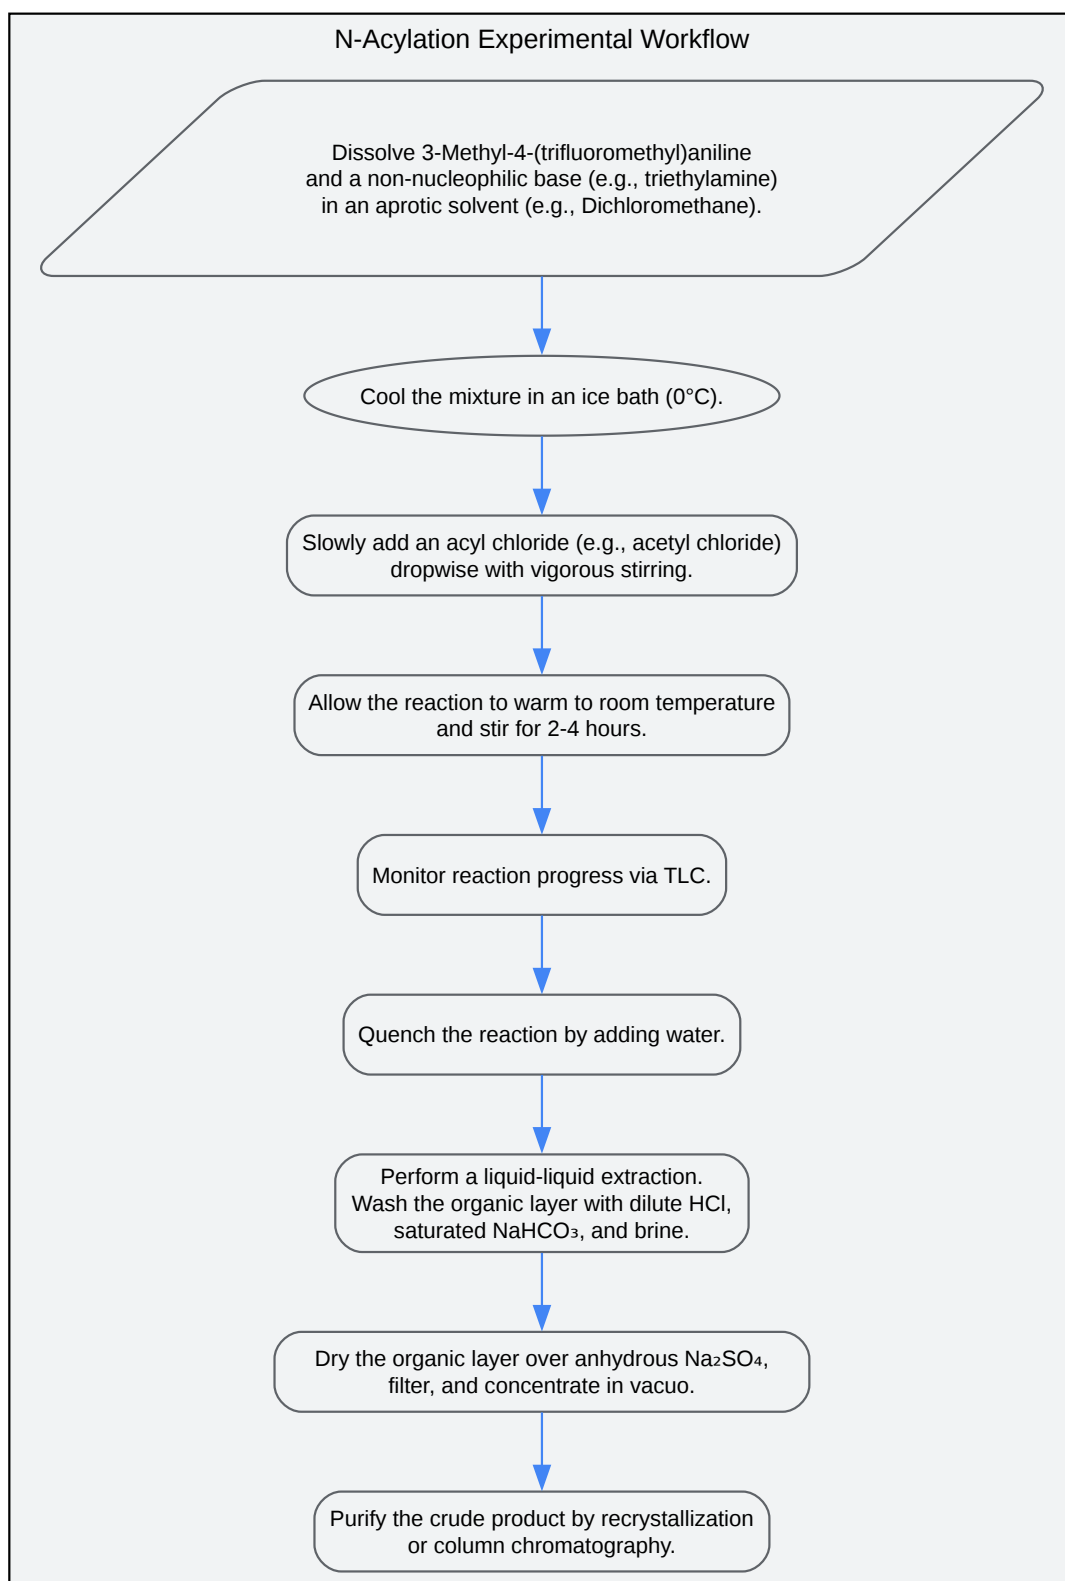 N-Acylation Experimental Workflow
Dissolve 3-Methyl-4-(trifluoromethyl)aniline
and a non-nucleophilic base (e.g., triethylamine)
in an aprotic solvent (e.g., Dichloromethane).
Cool the mixture in an ice bath (0°C).
Slowly add an acyl chloride (e.g., acetyl chloride)
dropwise with vigorous stirring.
Allow the reaction to warm to room temperature
and stir for 2-4 hours.
Monitor reaction progress via TLC.
Quench the reaction by adding water.
Perform a liquid-liquid extraction.
Wash the organic layer with dilute HCl,
saturated NaHCO₃, and brine.
Dry the organic layer over anhydrous Na₂SO₄,
filter, and concentrate in vacuo.
Purify the crude product by recrystallization
or column chromatography.